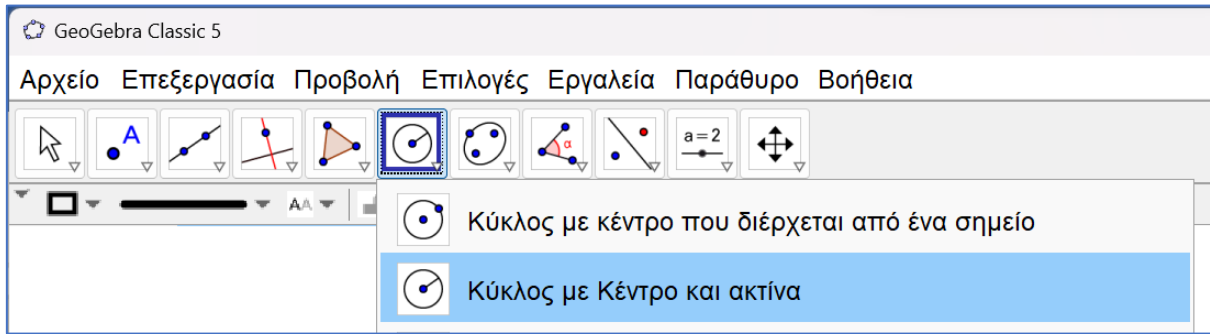 GeoGebra Classic 5
Αρχείο Επεξεργασία Προβολή Επιλογές Εργαλεία Παράθυρο Βοήθεια
A α a = 2
AA
Κύκλος με κέντρο που διέρχεται από ένα σημείο
Κύκλος με Κέντρο και ακτίνα